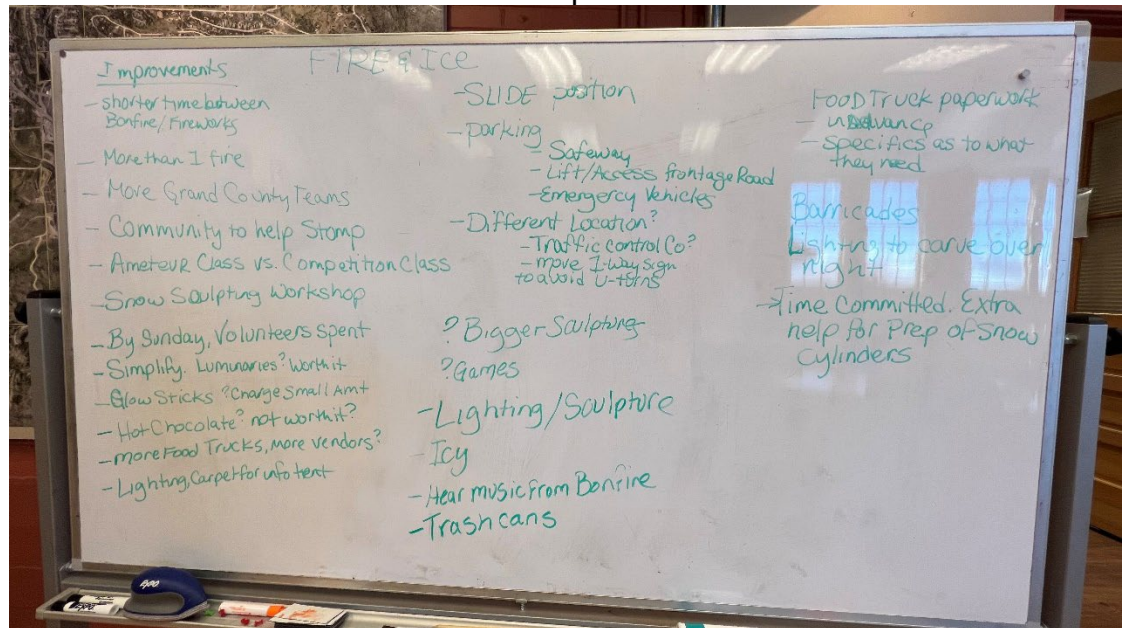 FIRE & ICE
Improvements
- shorter time between
Bonfire/Fireworks
- More than 1 fire
- More Grand County Teams
- Community to help Stomp
- Ameteur Class vs. Competition Class
- Snow Sculpting Workshop
- By Sunday, Volunteers Spent
- Simplify. Luminaries? Worth it
- Glow Sticks ? Charge Small Amt
- Hot Chocolate? not worth it?
- more Food Trucks, More vendors?
- Lighting, Carpet for info tent
- SLIDE position
- parking
- Safeway
- Lift/Access frontage Road
- Emergency Vehicles
- Different Location?
- Traffic control Co?
- move 1-way sign
to avoid U-turns
? Bigger Sculptures
? Games
- Lighting/Sculpture
- Icy
- Hear music from Bonfire
- Trash cans
FOOD Truck paperwork
- in advance
- Specifics as to what
they need
Barricades
Lighting to carve over
night
→ Time Committed. Extra
help for Prep of Snow
Cylinders
EXPO